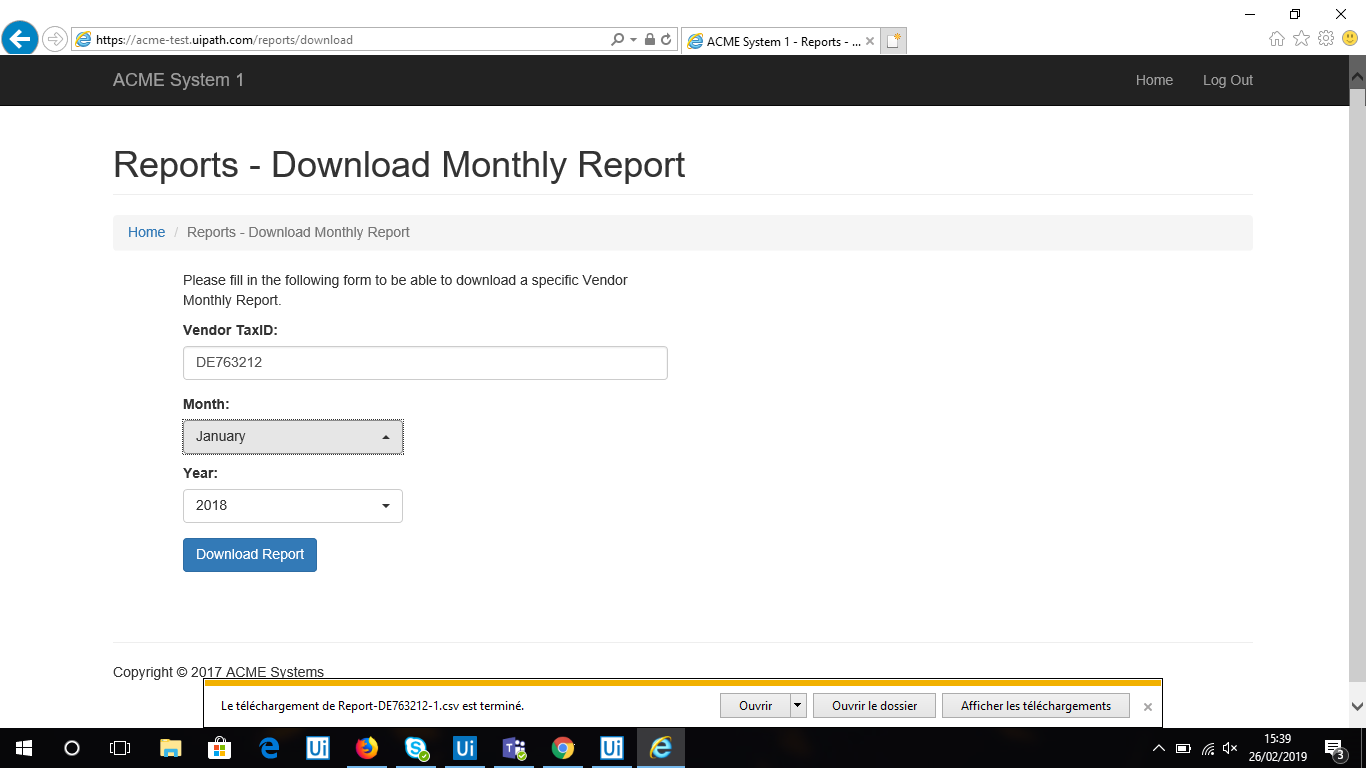 https://acme-test.uipath.com/reports/download
ACME System 1 - Reports - ...
ACME System 1
Home
Log Out
Reports - Download Monthly Report
Home / Reports - Download Monthly Report
Please fill in the following form to be able to download a specific Vendor
Monthly Report.
Vendor TaxID:
DE763212
Month:
January
Year:
2018
Download Report
Copyright © 2017 ACME Systems
Le téléchargement de Report-DE763212-1.csv est terminé.
Ouvrir
Ouvrir le dossier
Afficher les téléchargements
Ui
Ui
Ui
15:39
26/02/2019
3